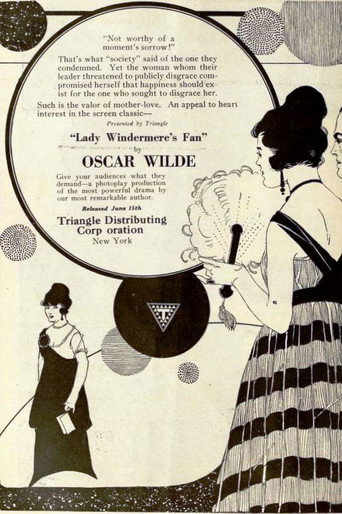 "Not worthy of a
moment's sorrow!"
That's what "society" said of the one they
condemned. Yet the woman whom their
leader threatened to publicly disgrace com-
promised herself that happiness should ex-
ist for the one who sought to disgrace her.
Such is the valor of mother-love. An appeal to heart
interest in the screen classic—
Presented by Triangle
"Lady Windermere's Fan"
by
OSCAR WILDE
Give your audiences what they
demand—a photoplay production
of the most powerful drama by
our most remarkable author.
Released June 15th
Triangle Distributing
Corp oration
New York